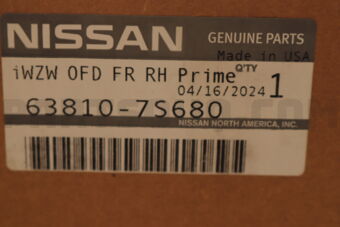 NISSAN GENUINE PARTS
Made in USA
iWZW OFD FR RH Prime Q'TY
04/16/2024 1
63810-7S680
NISSAN NORTH AMERICA, INC.